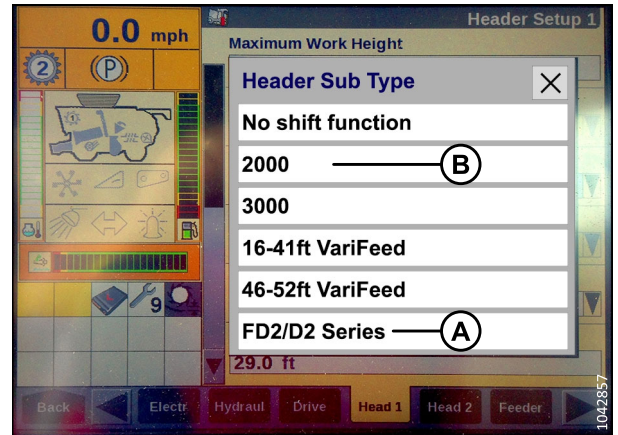 0.0 mph
Header Setup 1
2
(P)
Maximum Work Height
Header Sub Type
No shift function
2000
B
3000
16-41ft VariFeed
46-52ft VariFeed
FD2/D2 Series
A
9
29.0 ft
Back
Electr
Hydraul
Drive
Head 1
Head 2
Feeder
1042857